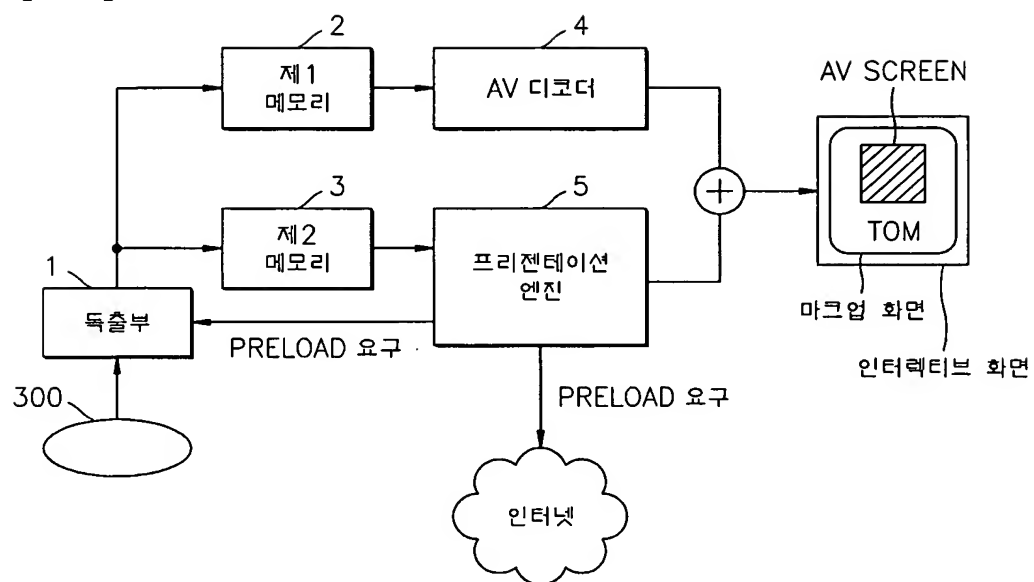 2
4
제1
메모리
AV 디코더
AV SCREEN
3
5
제2
메모리
프리젠테이션
엔진
TOM
1
독출부
PRELOAD 요구
마크업 화면
인터렉티브 화면
300
PRELOAD 요구
인터넷